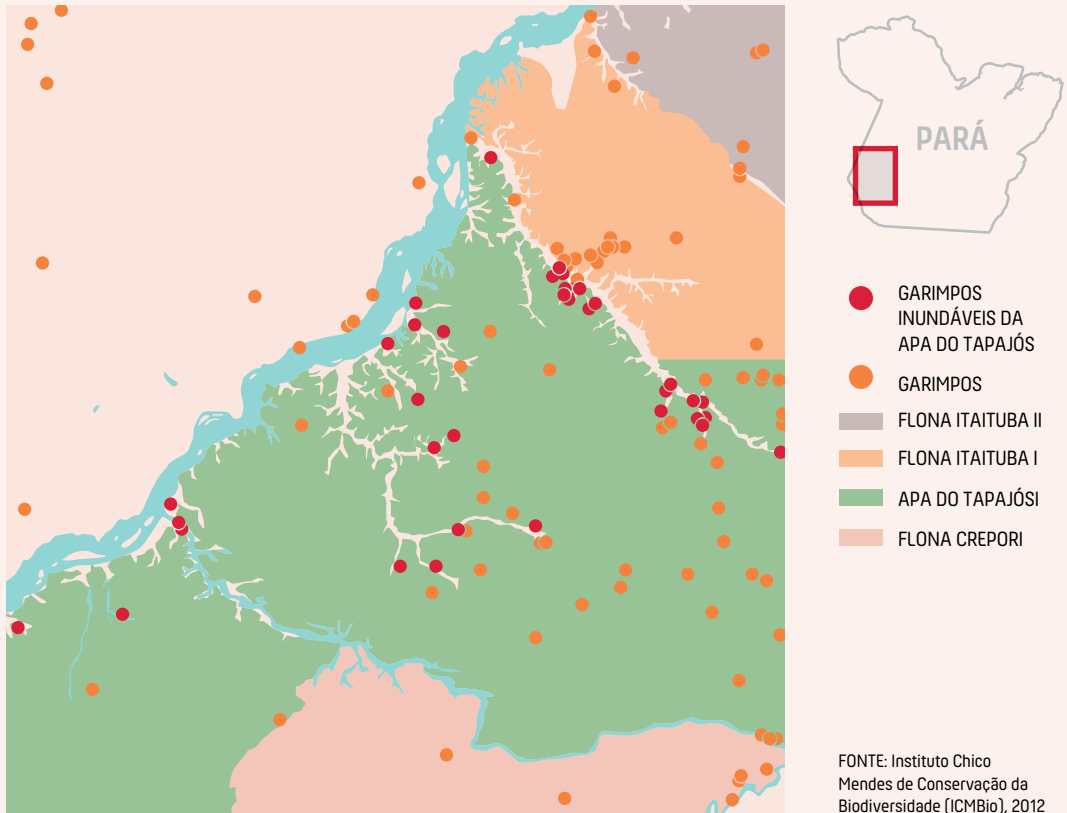 PARÁ
GARIMPOS
INUNDÁVEIS DA
APA DO TAPAJÓS
GARIMPOS
FLONA ITAITUBA II
FLONA ITAITUBA I
APA DO TAPAJÓSI
FLONA CREPORI
FONTE: Instituto Chico
Mendes de Conservação da
Biodiversidade (ICMBio), 2012